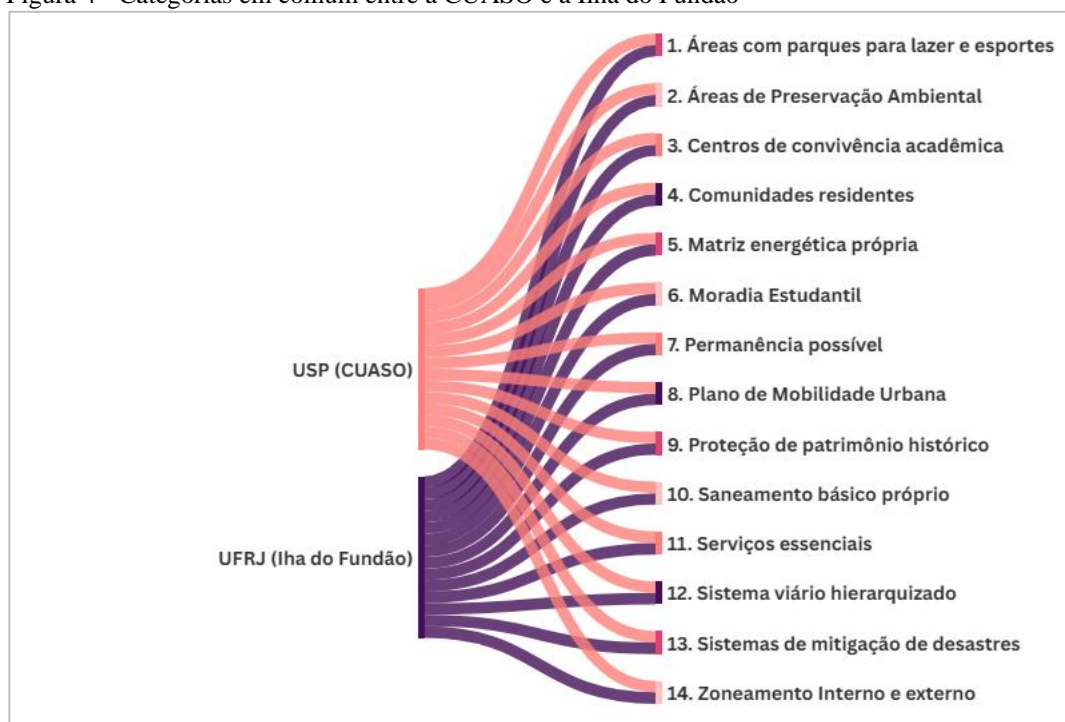 Figura 4 - Categorias em comum entre a CUASO e a Ilha do Fundão
1. Áreas com parques para lazer e esportes
2. Áreas de Preservação Ambiental
3. Centros de convivência acadêmica
4. Comunidades residentes
5. Matriz energética própria
6. Moradia Estudantil
7. Permanência possível
USP (CUASO)
8. Plano de Mobilidade Urbana
9. Proteção de patrimônio histórico
10. Saneamento básico próprio
11. Serviços essenciais
UFRJ (Iha do Fundão)
12. Sistema viário hierarquizado
13. Sistemas de mitigação de desastres
14. Zoneamento Interno e externo